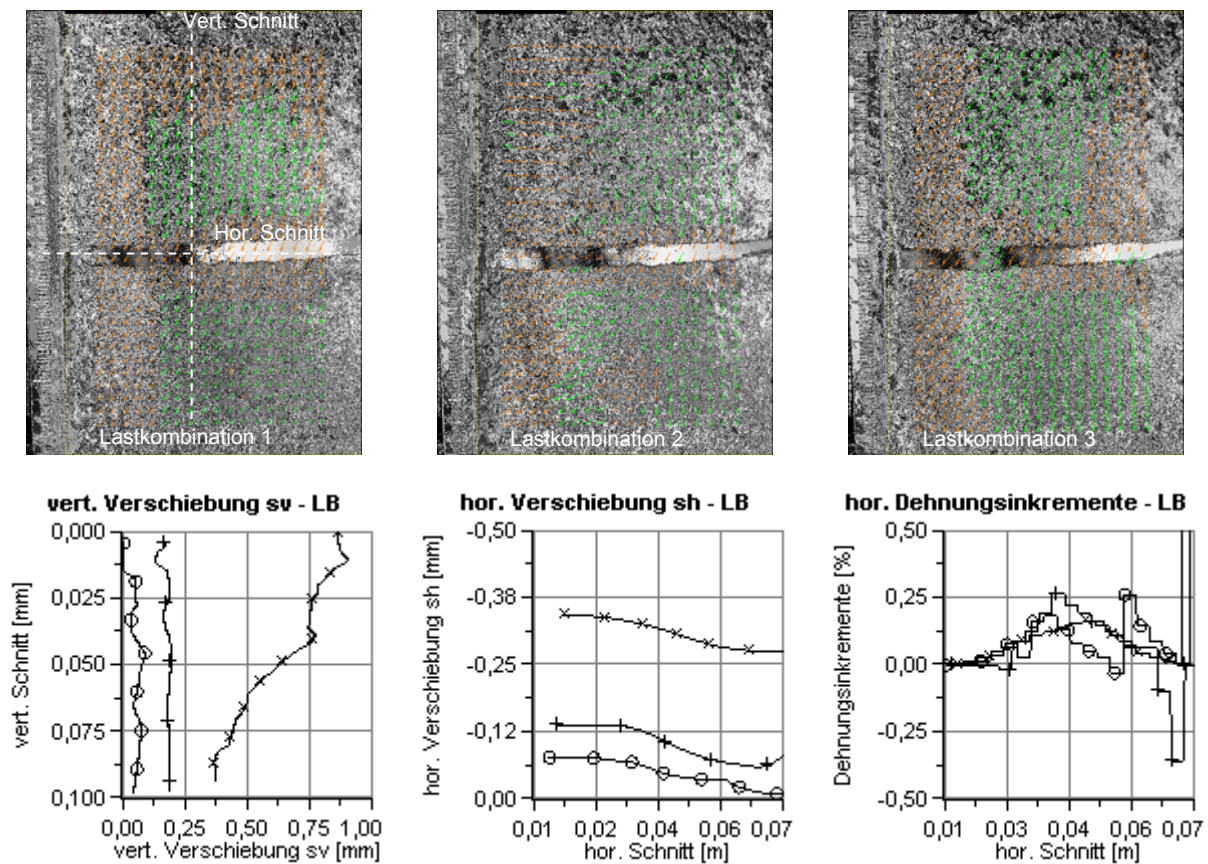 Vert. Schnitt
Hor. Schnitt
Lastkombination 1
Lastkombination 2
Lastkombination 3
vert. Verschiebung sv - LB
0,000
0,025
0,050
0,075
0,100
vert. Schnitt [mm]
0,00 0,25 0,50 0,75 1,00
vert. Verschiebung sv [mm]
hor. Verschiebung sh - LB
-0,50
-0,38
-0,25
-0,12
0,00
hor. Verschiebung sh [mm]
0,01 0,02 0,04 0,06 0,07
hor. Schnitt [m]
hor. Dehnungsinkremente - LB
0,50
0,25
0,00
-0,25
-0,50
Dehnungsinkremente [%]
0,01 0,02 0,04 0,06 0,07
hor. Schnitt [m]